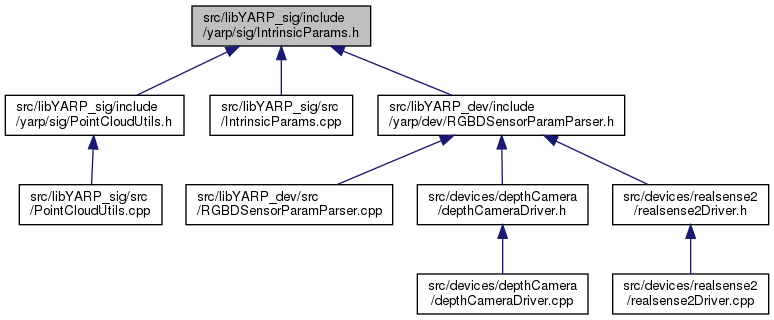 src/libYARP_sig/include
/yarp/sig/IntrinsicParams.h
src/libYARP_sig/include
/yarp/sig/PointCloudUtils.h
src/libYARP_sig/src
/IntrinsicParams.cpp
src/libYARP_dev/include
/yarp/dev/RGBDSensorParamParser.h
src/libYARP_sig/src
/PointCloudUtils.cpp
src/libYARP_dev/src
/RGBDSensorParamParser.cpp
src/devices/depthCamera
/depthCameraDriver.h
src/devices/realsense2
/realsense2Driver.h
src/devices/depthCamera
/depthCameraDriver.cpp
src/devices/realsense2
/realsense2Driver.cpp